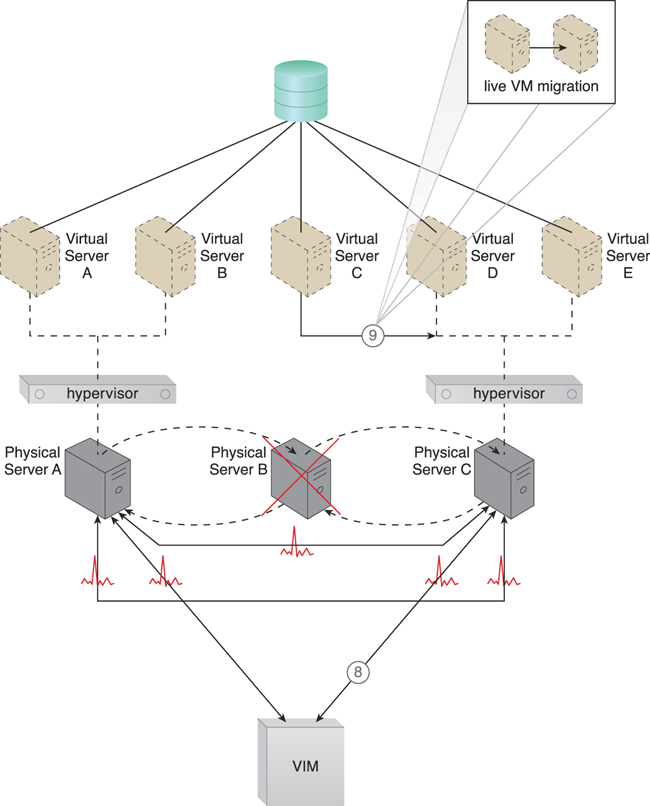 live VM migration
Virtual
Server
A
Virtual
Server
B
Virtual
Server
C
Virtual
Server
D
Virtual
Server
E
9
hypervisor
hypervisor
Physical
Server A
Physical
Server B
Physical
Server C
8
VIM